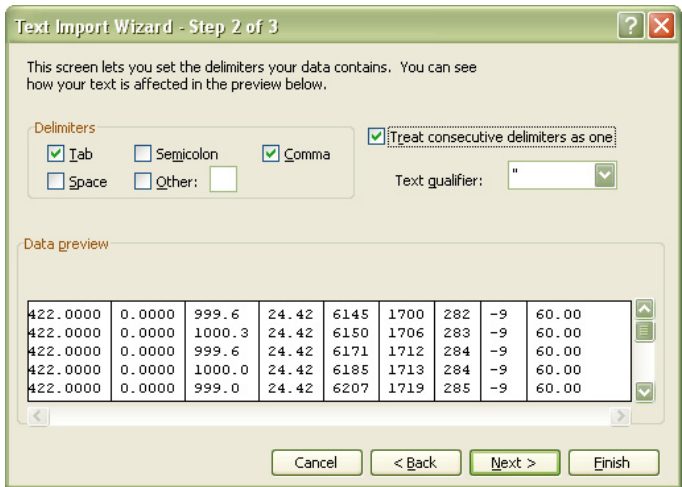 Text Import Wizard - Step 2 of 3
This screen lets you set the delimiters your data contains. You can see
how your text is affected in the preview below.
Delimiters
Tab Semicolon Comma
Space Other:
Treat consecutive delimiters as one
Text qualifier: "
Data preview
422.0000 0.0000 999.6 24.42 6145 1700 282 -9 60.00
422.0000 0.0000 1000.3 24.42 6150 1706 283 -9 60.00
422.0000 0.0000 999.6 24.42 6171 1712 284 -9 60.00
422.0000 0.0000 1000.0 24.42 6185 1713 284 -9 60.00
422.0000 0.0000 999.0 24.42 6207 1719 285 -9 60.00
Cancel < Back Next > Finish